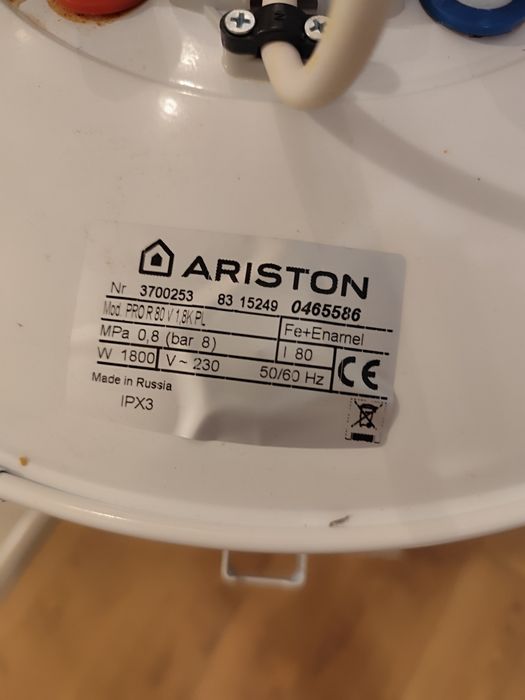 N
ARISTON
Nr 3700253 83 15249 0465586
Mod. PRO R 80 V 1,8K PL Fe+Enamel
MPa 0,8 (bar 8) l 80
W 1800 V~ 230 50/60 Hz CE
Made in Russia
IPX3